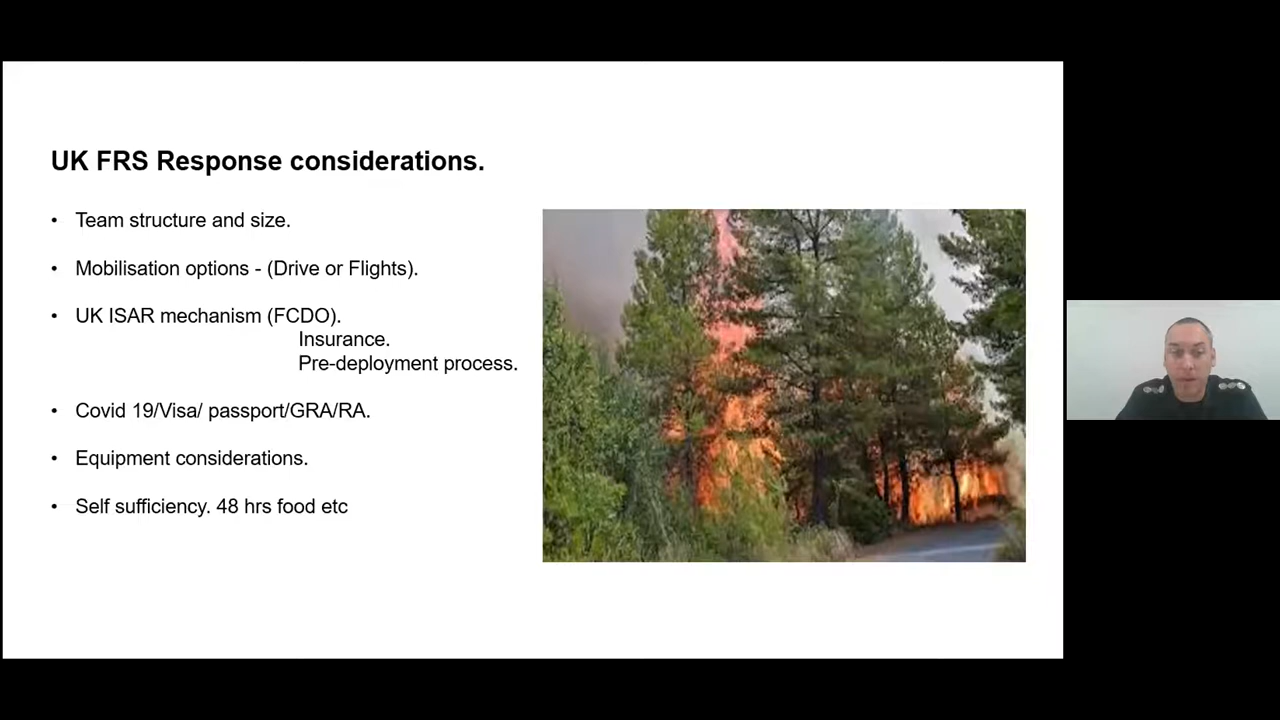 UK FRS Response considerations.
• Team structure and size.
• Mobilisation options - (Drive or Flights).
• UK ISAR mechanism (FCDO).
Insurance.
Pre-deployment process.
• Covid 19/Visa/ passport/GRA/RA.
• Equipment considerations.
• Self sufficiency. 48 hrs food etc